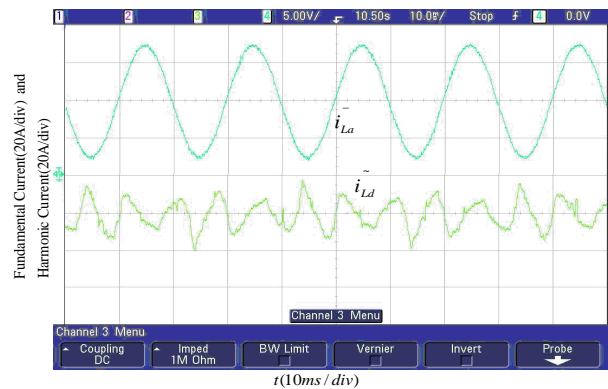 1 2 3 4 5.00V/ 10.50s 10.0㎳/ Stop 4 0.0V
Fundamental Current(20A/div) and
Harmonic Current(20A/div)
i̅La
ĩLd
Channel 3 Menu
Channel 3 Menu
Coupling
DC
Imped
1M Ohm
BW Limit
Vernier
Invert
Probe
t(10ms/div)